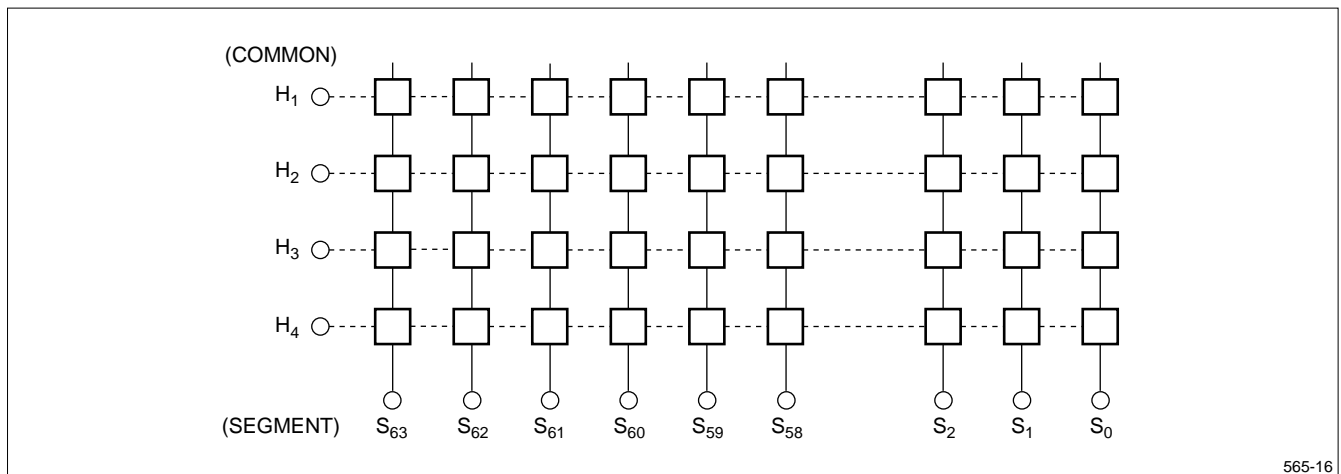 (COMMON)
H1
H2
H3
H4
(SEGMENT) S63 S62 S61 S60 S59 S58 S2 S1 S0
565-16